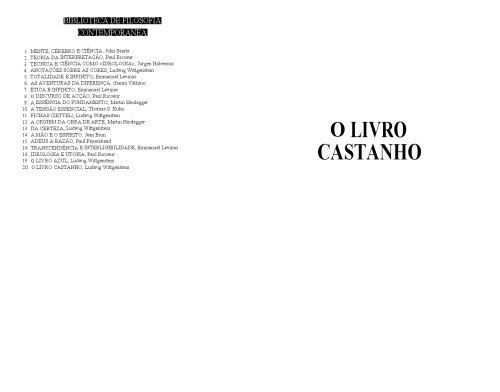 BIBLIOTECA DE FILOSOFIA
CONTEMPORÂNEA
1 MENTE, CÉREBRO E CIÊNCIA, John Searle
2 TEORIA DA INTERPRETAÇÃO, Paul Ricoeur
3 TÉCNICA E CIÊNCIA COMO «IDEOLOGIA», Jürgen Habermas
4 ANOTAÇÕES SOBRE AS CORES, Ludwig Wittgenstein
5 TOTALIDADE E INFINITO, Emmanuel Levinas
6 AS AVENTURAS DA DIFERENÇA, Gianni Vattimo
7 ÉTICA E INFINITO, Emmanuel Levinas
8 O DISCURSO DE ACÇÃO, Paul Ricoeur
9 A ESSÊNCIA DO FUNDAMENTO, Martin Heidegger
10 A TENSÃO ESSENCIAL, Thomas S. Kuhn
11 FICHAS (ZETTEL), Ludwig Wittgenstein
12 A ORIGEM DA OBRA DE ARTE, Martin Heidegger
13 DA CERTEZA, Ludwig Wittgenstein
14 A MÃO E O ESPÍRITO, Jean Brun
15 ADEUS À RAZÃO, Paul Feyerabend
16 TRANSCENDÊNCIA E INTELIGIBILIDADE, Emmanuel Levinas
18 IDEOLOGIA E UTOPIA, Paul Ricoeur
19 O LIVRO AZUL, Ludwig Wittgenstein
20 O LIVRO CASTANHO, Ludwig Wittgenstein
O LIVRO
CASTANHO